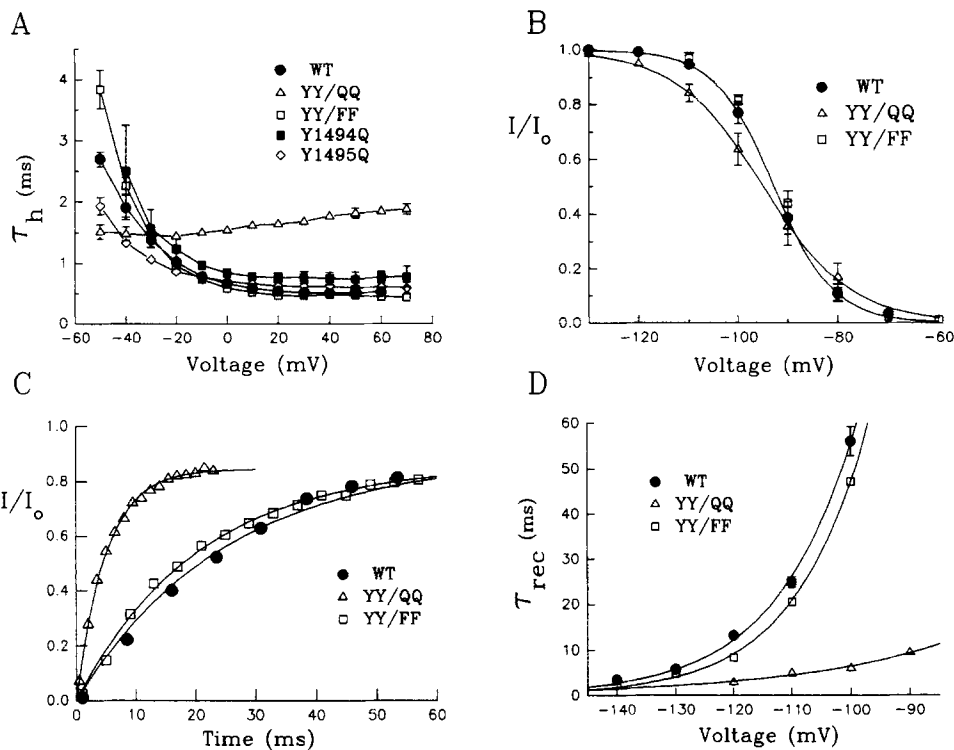 A
τh (ms)
4
3
2
1
0
WT
YY/QQ
YY/FF
Y1494Q
Y1495Q
−60 −40 −20 0 20 40 60 80
Voltage (mV)
B
I/Io
1.0
0.8
0.6
0.4
0.2
0.0
WT
YY/QQ
YY/FF
−120 −100 −80 −60
Voltage (mV)
C
I/Io
1.0
0.8
0.6
0.4
0.2
0.0
WT
YY/QQ
YY/FF
0 10 20 30 40 50 60
Time (ms)
D
τrec (ms)
60
50
40
30
20
10
0
WT
YY/QQ
YY/FF
−140 −130 −120 −110 −100 −90
Voltage (mV)